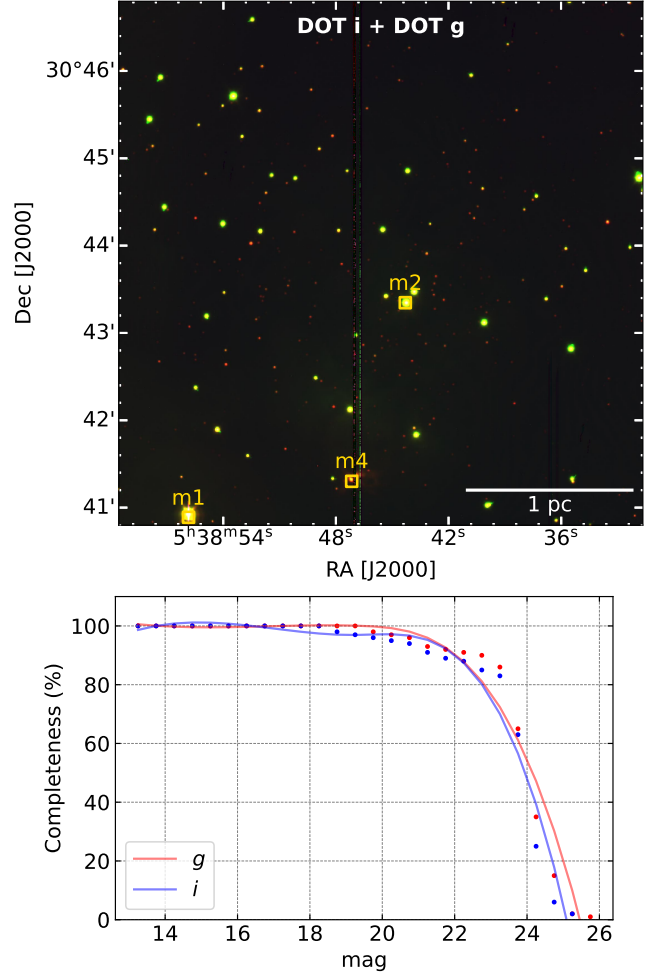 DOT i + DOT g
30°46'
45'
44'
43'
42'
41'
Dec [J2000]
m2
m4
m1
1 pc
5ʰ38ᵐ54ˢ
48ˢ
42ˢ
36ˢ
RA [J2000]
100
80
60
40
20
0
Completeness (%)
g
i
14
16
18
20
22
24
26
mag